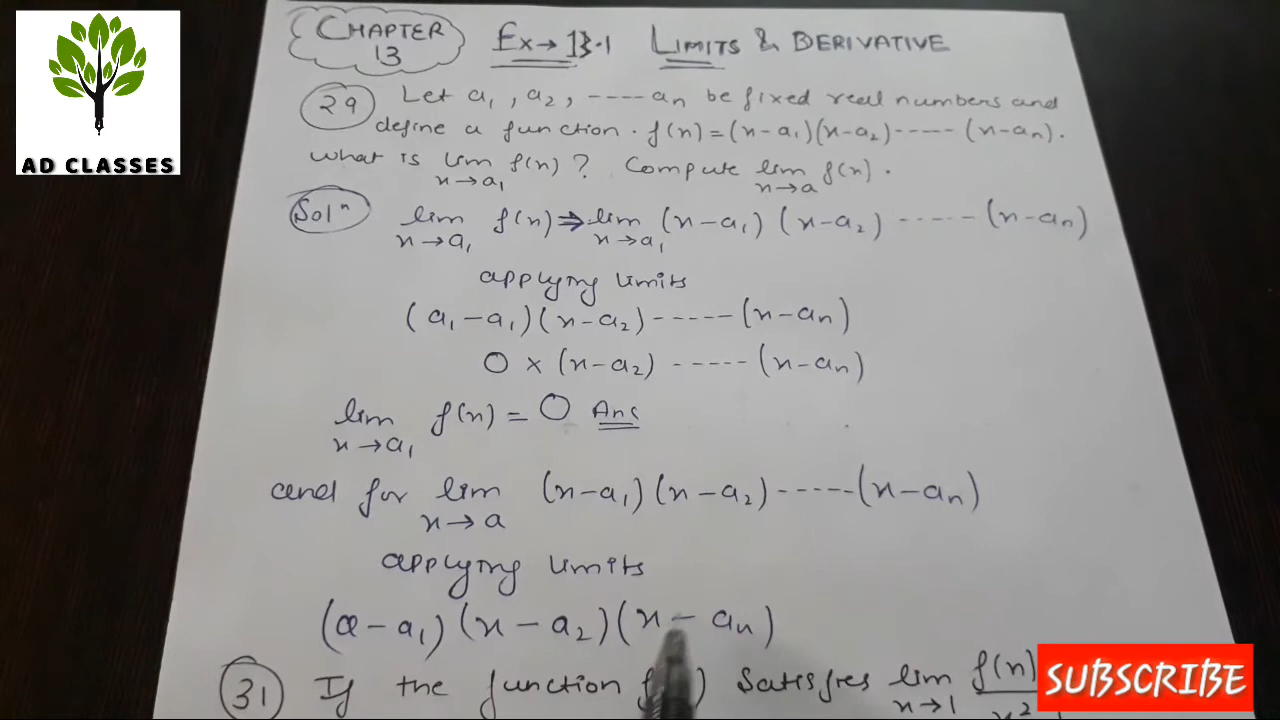 AD CLASSES
CHAPTER 13
Ex → 13.1 LIMITS & DERIVATIVE
29 Let a₁, a₂, ----- aₙ be fixed real numbers and
define a function. f(x) = (x-a₁)(x-a₂)------ (x-aₙ).
what is lim x→a₁ f(x)? Compute lim x→a f(x).
Solⁿ lim x→a₁ f(x) ⇒ lim x→a₁ (x-a₁) (x-a₂) ------ (x-aₙ)
applying limits
(a₁-a₁)(x-a₂)------(x-aₙ)
0 × (x-a₂) ------ (x-aₙ)
lim x→a₁ f(x) = 0 Ans
and for lim x→a (x-a₁)(x-a₂)-----(x-aₙ)
applying limits
(a-a₁)(x-a₂)(x-aₙ)
31 If the function satisfies lim x→1 f(x)
SUBSCRIBE